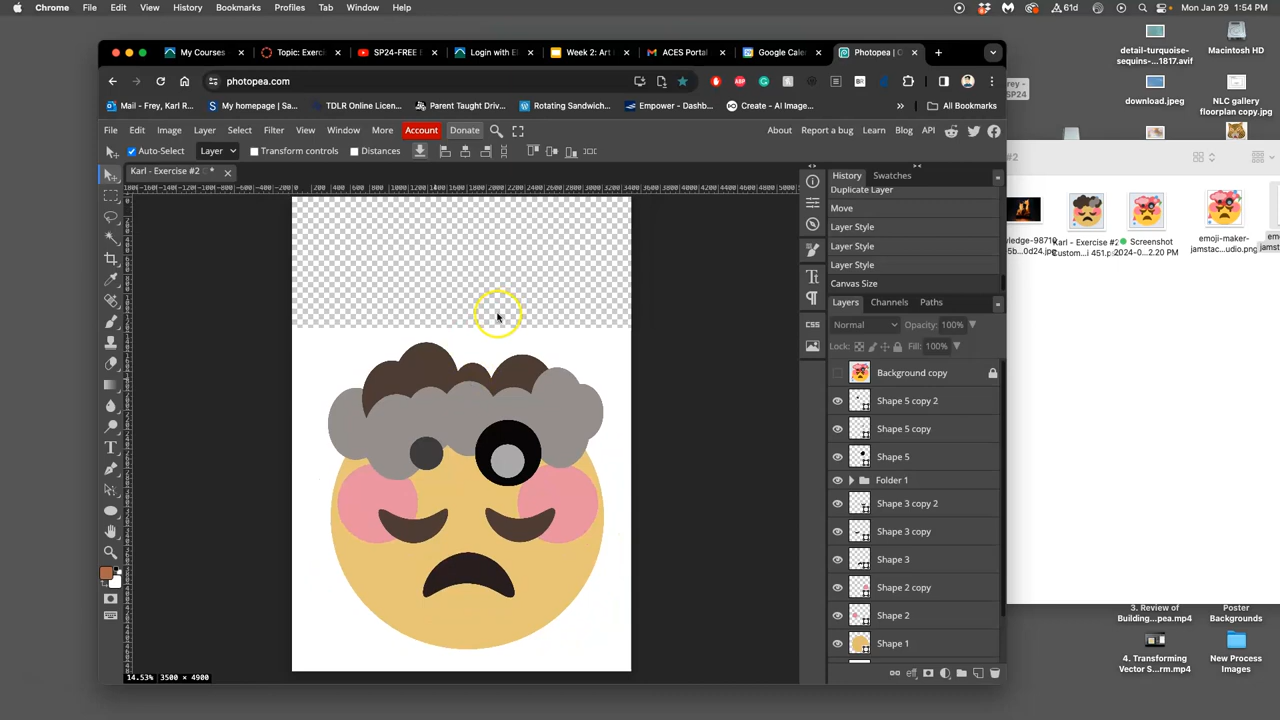 Chrome File Edit View History Bookmarks Profiles Tab Window Help
61d
Mon Jan 29 1:54 PM
My Courses
Topic: Exerc
SP24-FREE E
Login with El
Week 2: Art
ACES Portal
Google Cale
Photopea | O
photopea.com
Mail - Frey, Karl R...
My homepage | Sa...
TDLR Online Licen...
Parent Taught Driv...
Rotating Sandwich...
Empower - Dashb...
Create - AI Image...
All Bookmarks
File Edit Image Layer Select Filter View Window More Account Donate
About Report a bug Learn Blog API
Auto-Select Layer Transform controls Distances
Karl - Exercise #2 *
History Swatches
Duplicate Layer
Move
Layer Style
Layer Style
Layer Style
Canvas Size
Layers Channels Paths
Normal Opacity: 100%
Lock: Fill: 100%
CSS
Background copy
Shape 5 copy 2
Shape 5 copy
Shape 5
Folder 1
Shape 3 copy 2
Shape 3 copy
Shape 3
Shape 2 copy
Shape 2
Shape 1
14.53% 3500 × 4900
detail-turquoise-
sequins-...1817.avif
Macintosh HD
download.jpeg
NLC gallery
floorplan copy.jpg
#2
Karl - Exercise #2
Custom...i 451.psd
Screenshot
2024-0...2.20 PM
emoji-maker-
jamstac...udio.png
3. Review of
Building...pea.mp4
Poster
Backgrounds
4. Transforming
Vector S...rm.mp4
New Process
Images